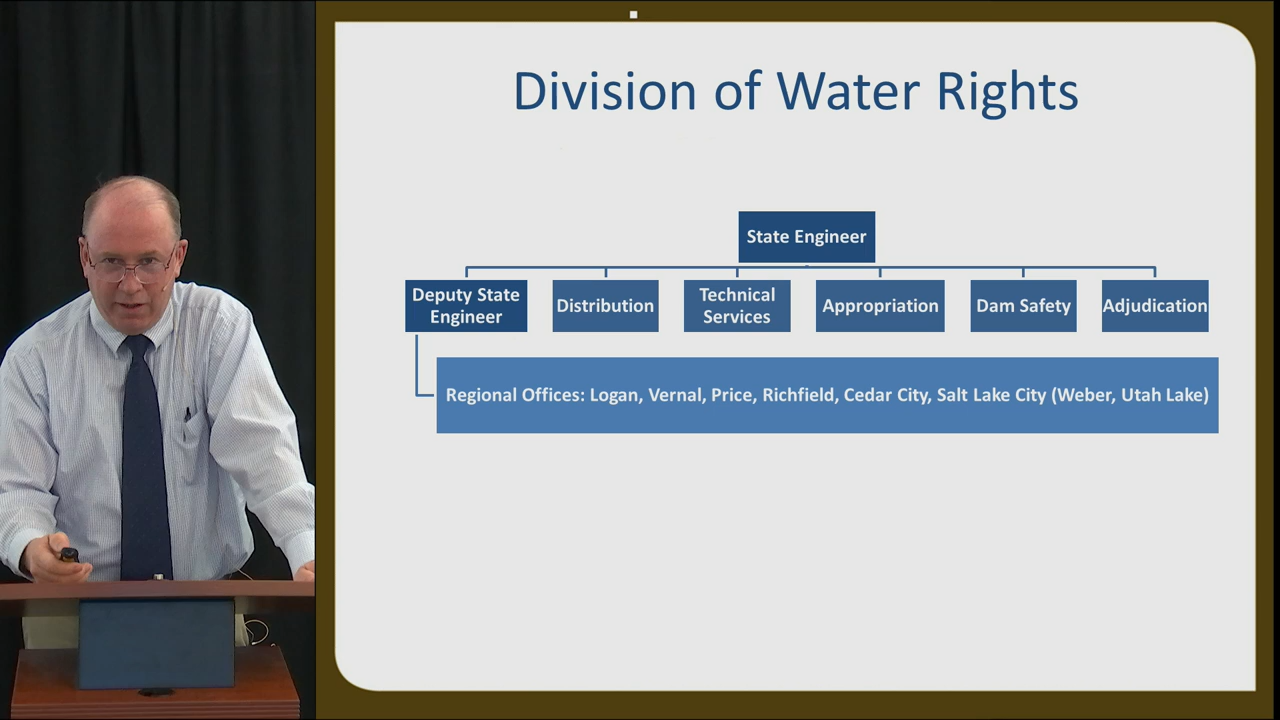 Division of Water Rights
State Engineer
Deputy State
Engineer
Distribution
Technical
Services
Appropriation
Dam Safety
Adjudication
Regional Offices: Logan, Vernal, Price, Richfield, Cedar City, Salt Lake City (Weber, Utah Lake)